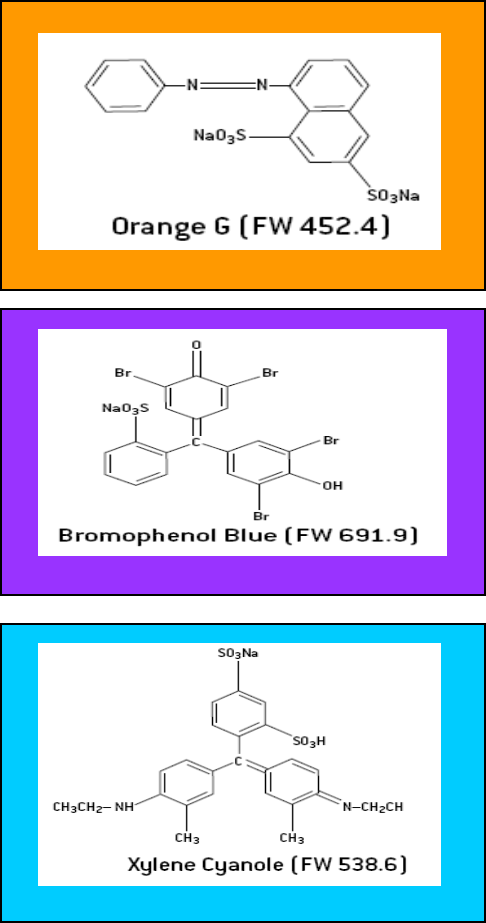 N N
NaO3S
SO3Na
Orange G (FW 452.4)
O
Br Br
NaO3S
C
Br
OH
Br
Bromophenol Blue (FW 691.9)
SO3Na
SO3H
C
CH3CH2– NH N–CH2CH
CH3 CH3
Xylene Cyanole (FW 538.6)